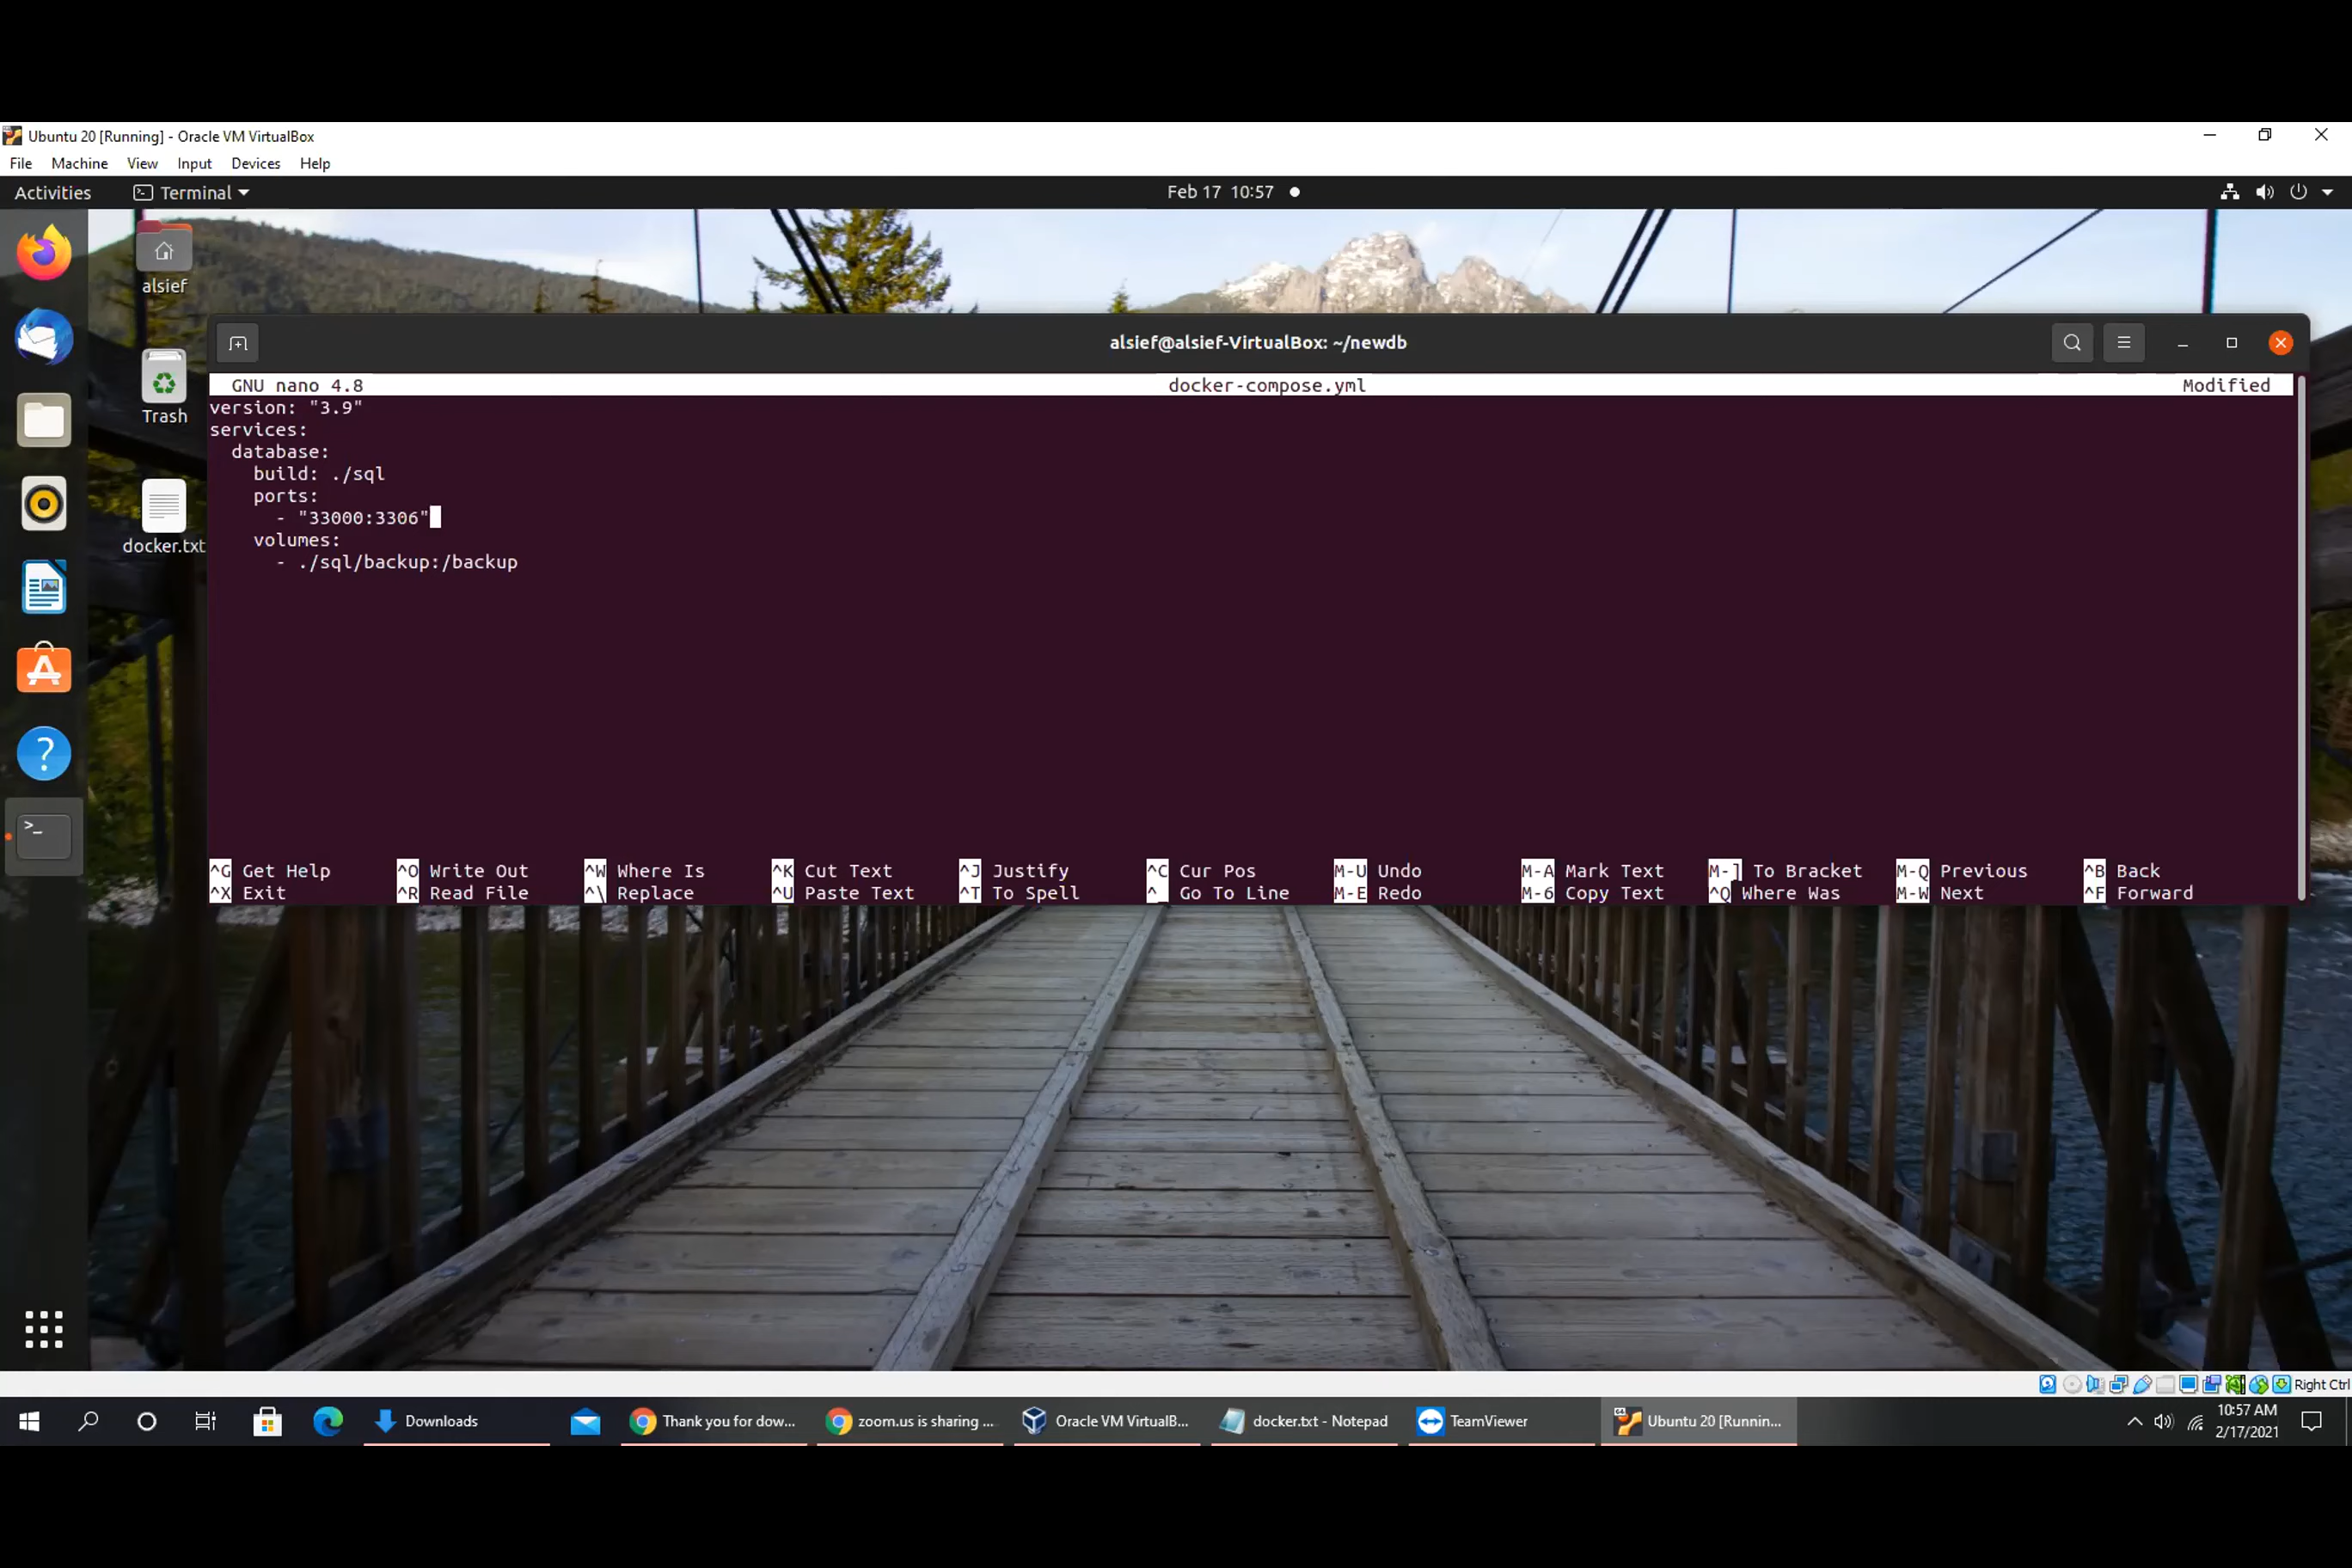 Ubuntu 20 [Running] - Oracle VM VirtualBox
File Machine View Input Devices Help
Activities Terminal Feb 17 10:57
alsief
Trash
docker.txt
alsief@alsief-VirtualBox: ~/newdb
GNU nano 4.8 docker-compose.yml Modified
version: "3.9"
services:
  database:
    build: ./sql
    ports:
      - "33000:3306"
    volumes:
      - ./sql/backup:/backup
^G Get Help ^O Write Out ^W Where Is ^K Cut Text ^J Justify ^C Cur Pos M-U Undo M-A Mark Text M-] To Bracket M-Q Previous ^B Back
^X Exit ^R Read File ^\ Replace ^U Paste Text ^T To Spell ^_ Go To Line M-E Redo M-6 Copy Text ^Q Where Was M-W Next ^F Forward
Right Ctrl
Downloads Thank you for dow... zoom.us is sharing ... Oracle VM VirtualB... docker.txt - Notepad TeamViewer Ubuntu 20 [Runnin...
10:57 AM
2/17/2021